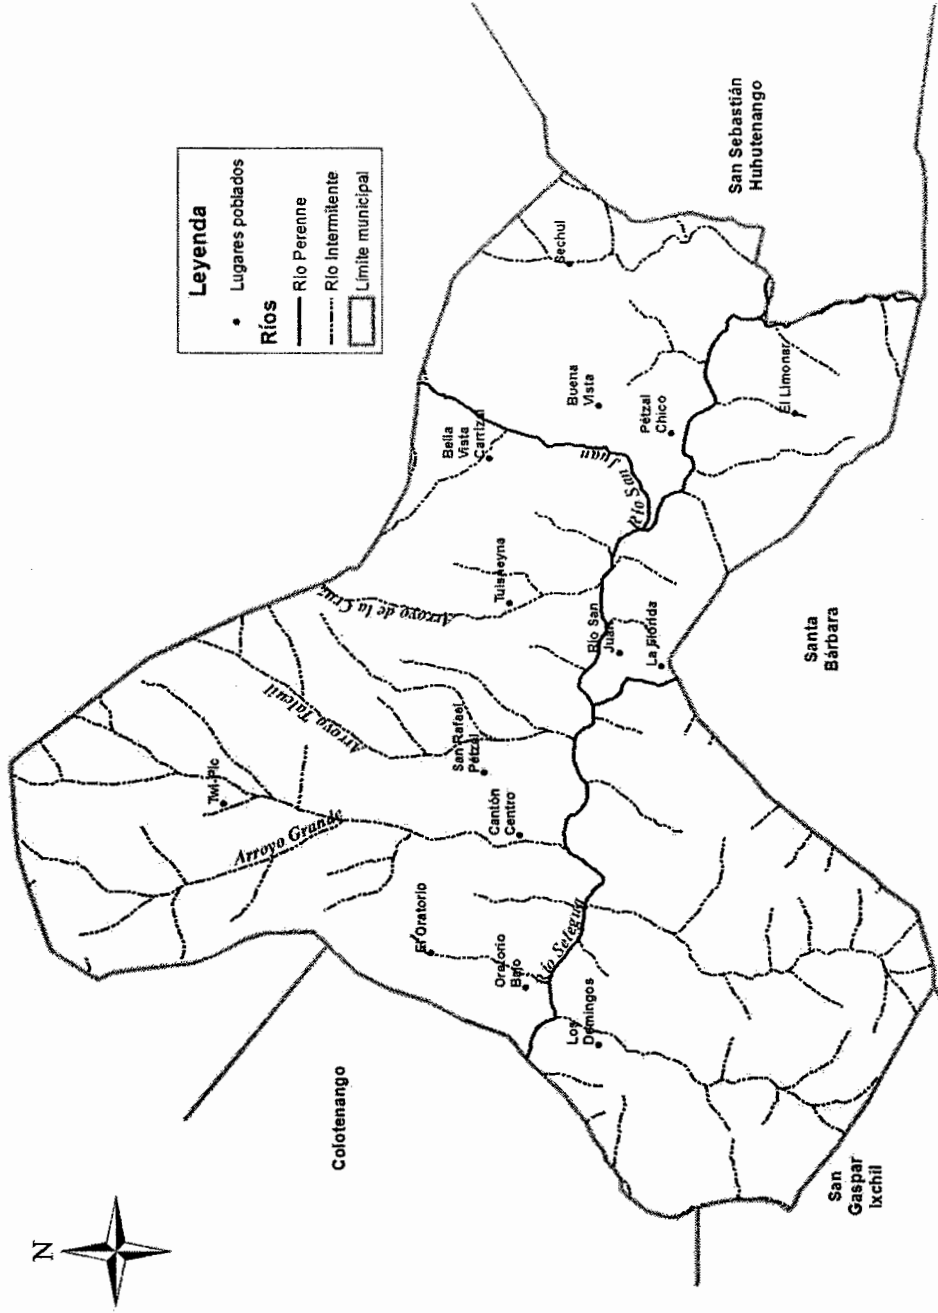 N
Leyenda
Lugares poblados
Ríos
Río Perenne
Río Intermitente
Límite municipal
Colotenango
San Sebastián
Huhutenango
Santa
Bárbara
San
Gaspar
Ixchil
Twi-Pic
Arroyo Grande
Arroyo Talcuil
Arroyo de la Cruz
El Oratorio
Oratorio
Bajo
Cantón
Centro
San Rafael
Pétzal
Tuisneyna
Bella
Vista
Carrizal
Buena
Vista
Sechul
Pétzal
Chico
Río San Juan
Río San
Juan
La Florida
El Limonar
Río Selegua
Los
Domingos